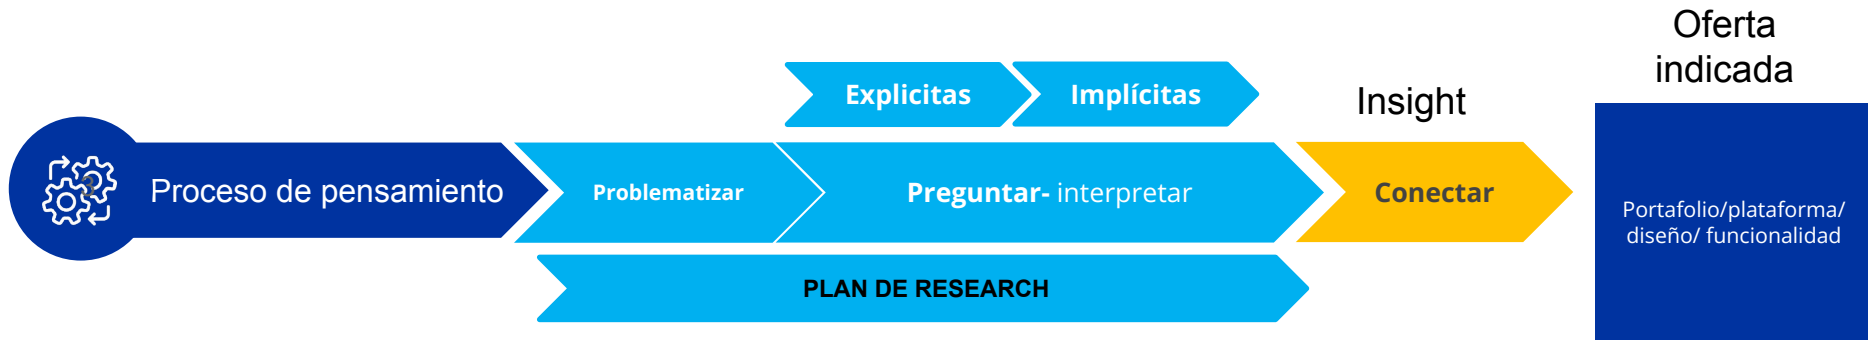 Oferta
indicada
Explicitas
Implícitas
Insight
3
Proceso de pensamiento
Problematizar
Preguntar- interpretar
Conectar
Portafolio/plataforma/
diseño/ funcionalidad
PLAN DE RESEARCH